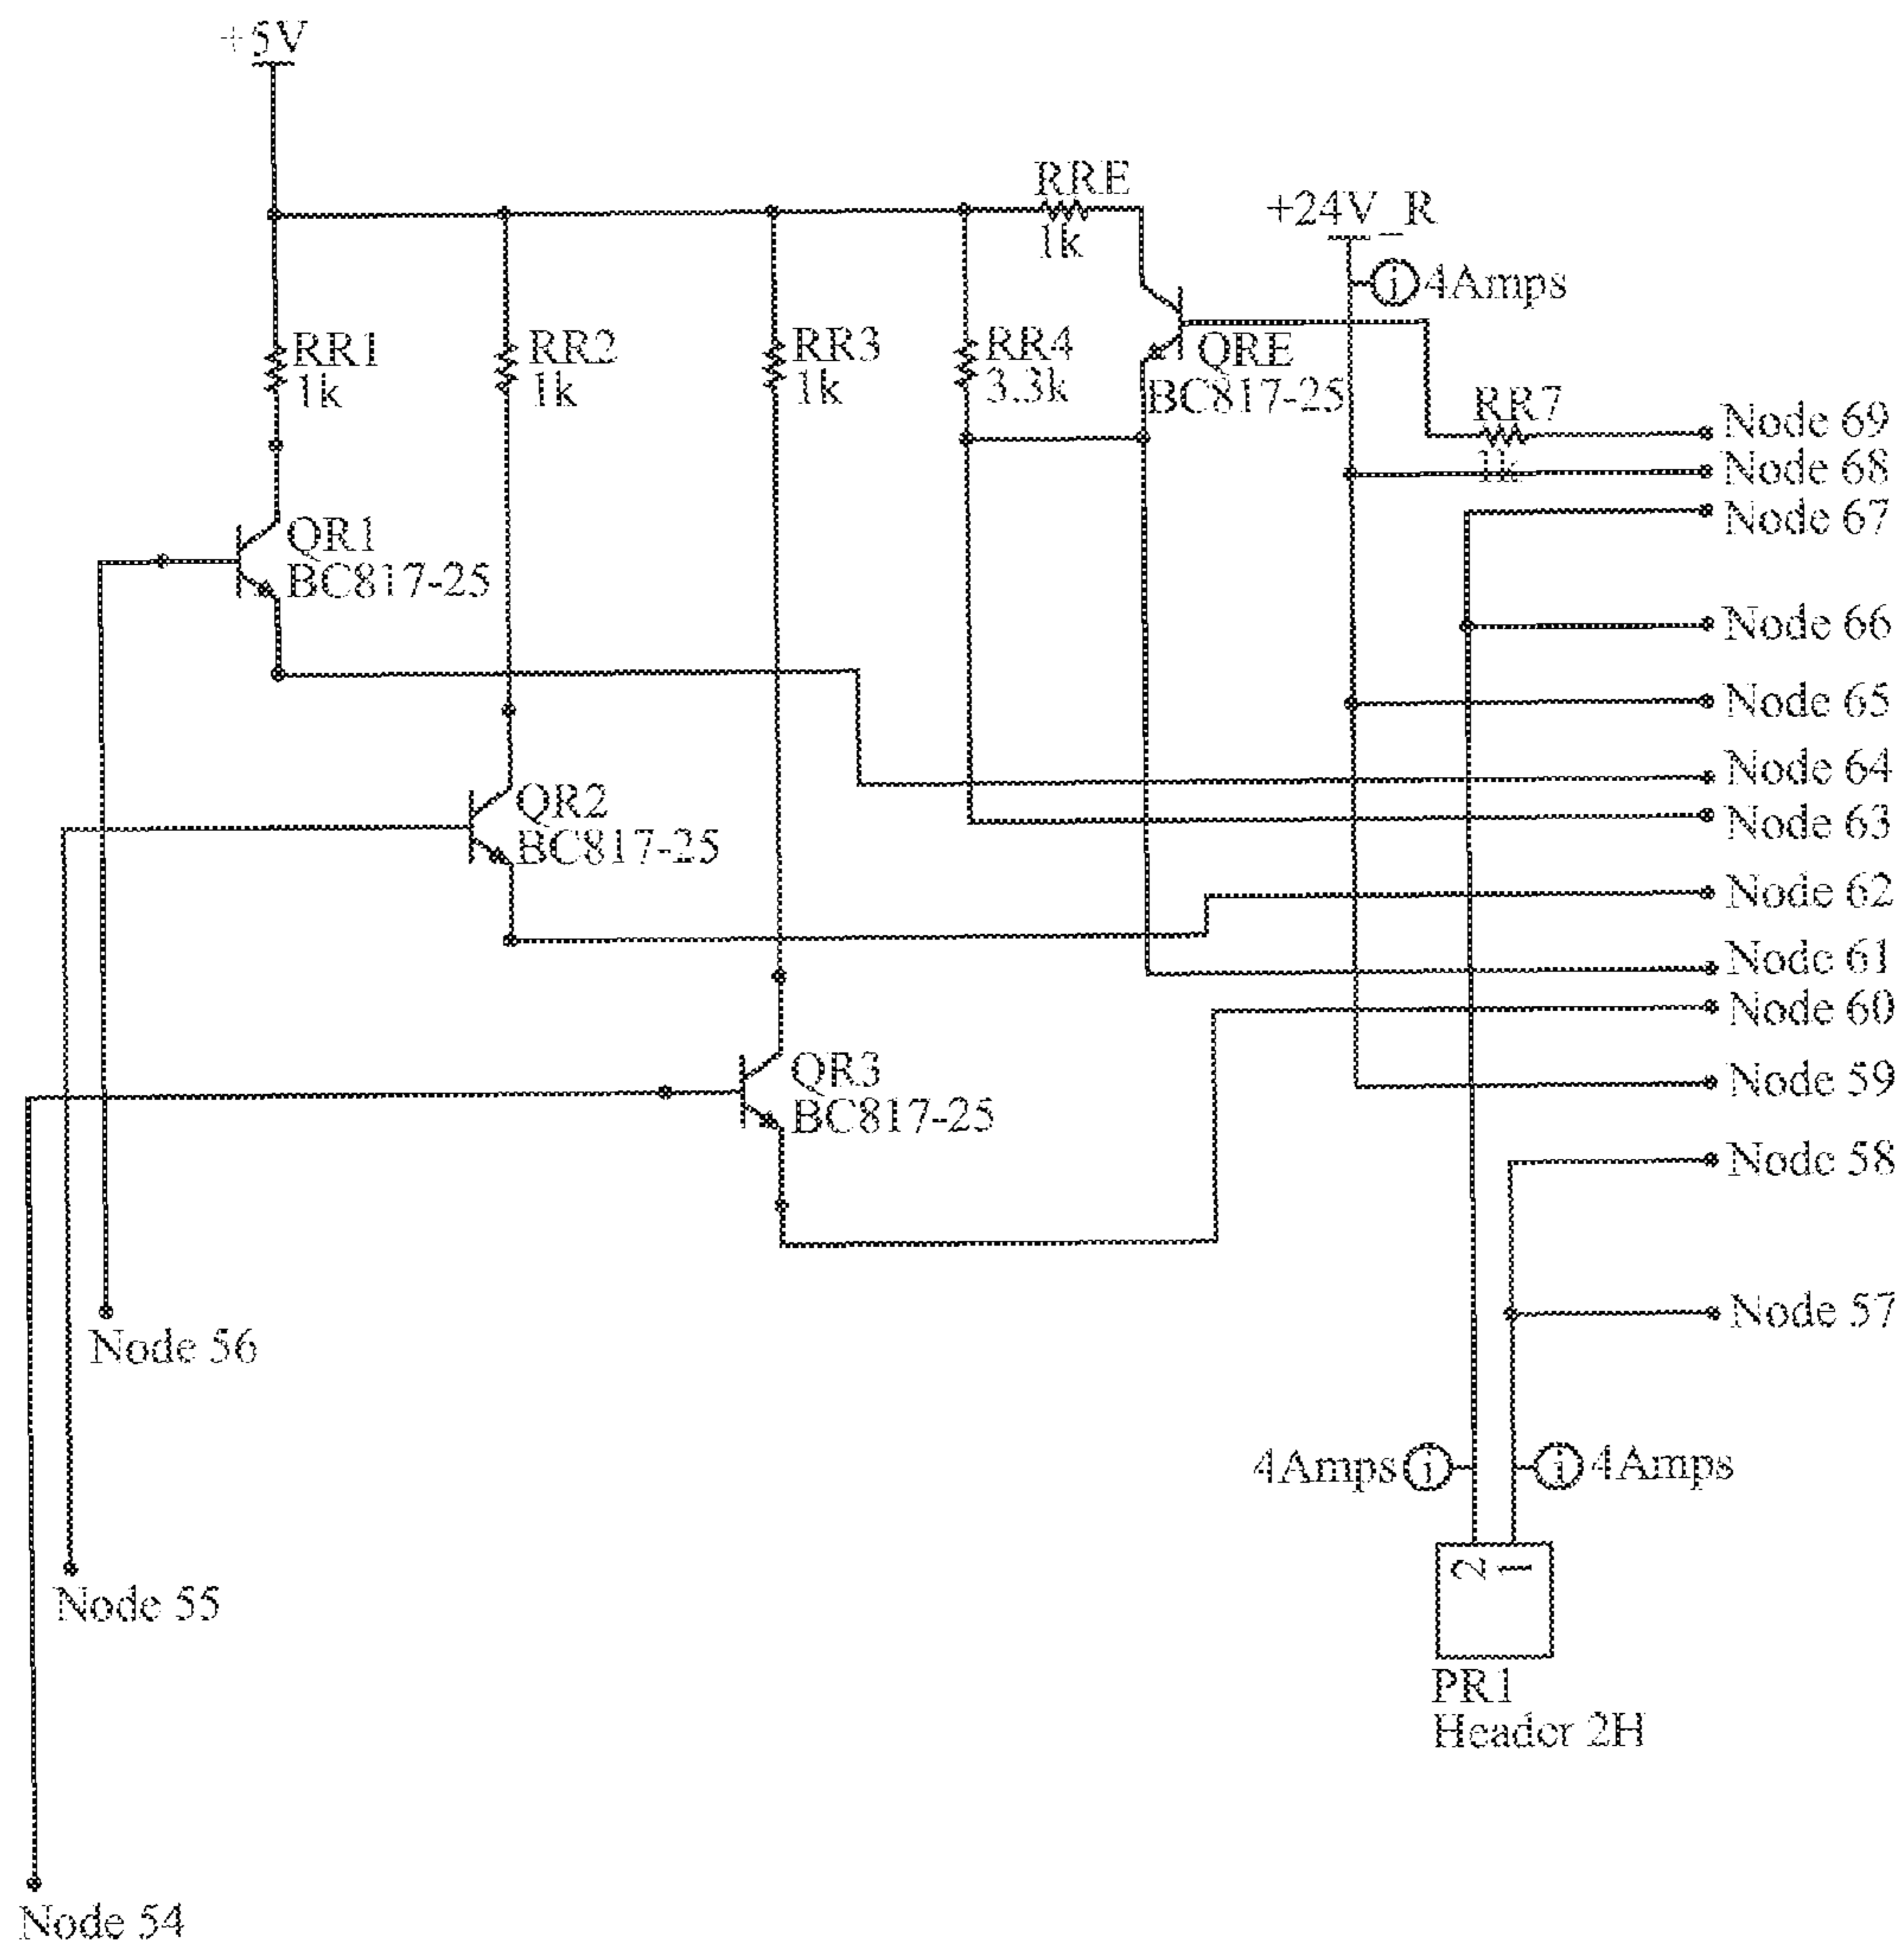 +5V
RRE
1k
+24V_R
4Amps
RR1
1k
RR2
1k
RR3
1k
RR4
3.3k
QRE
BC817-25
RR7
1k
Node 69
Node 68
Node 67
QR1
BC817-25
Node 66
Node 65
Node 64
QR2
BC817-25
Node 63
Node 62
Node 61
Node 60
QR3
BC817-25
Node 59
Node 58
Node 57
Node 56
4Amps
4Amps
2
1
Node 55
PR1
Header 2H
Node 54